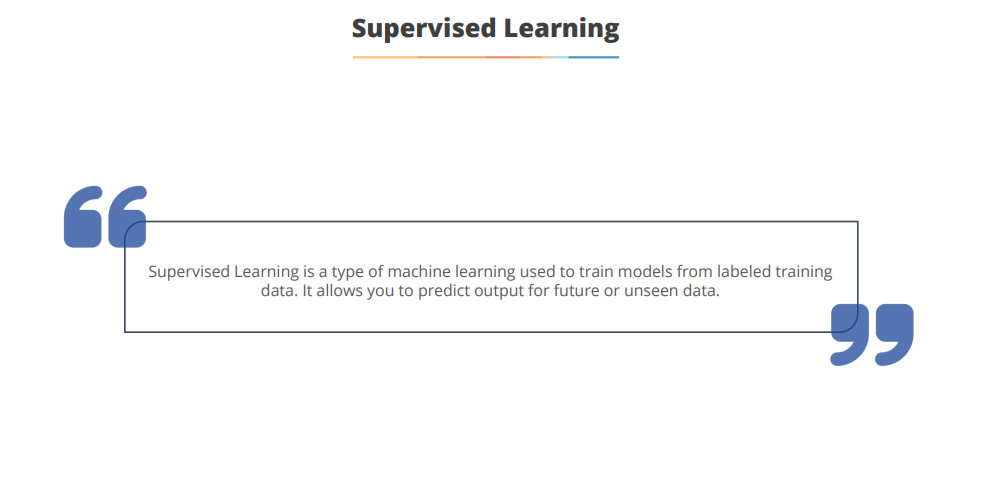 Supervised Learning
Supervised Learning is a type of machine learning used to train models from labeled training
data. It allows you to predict output for future or unseen data.